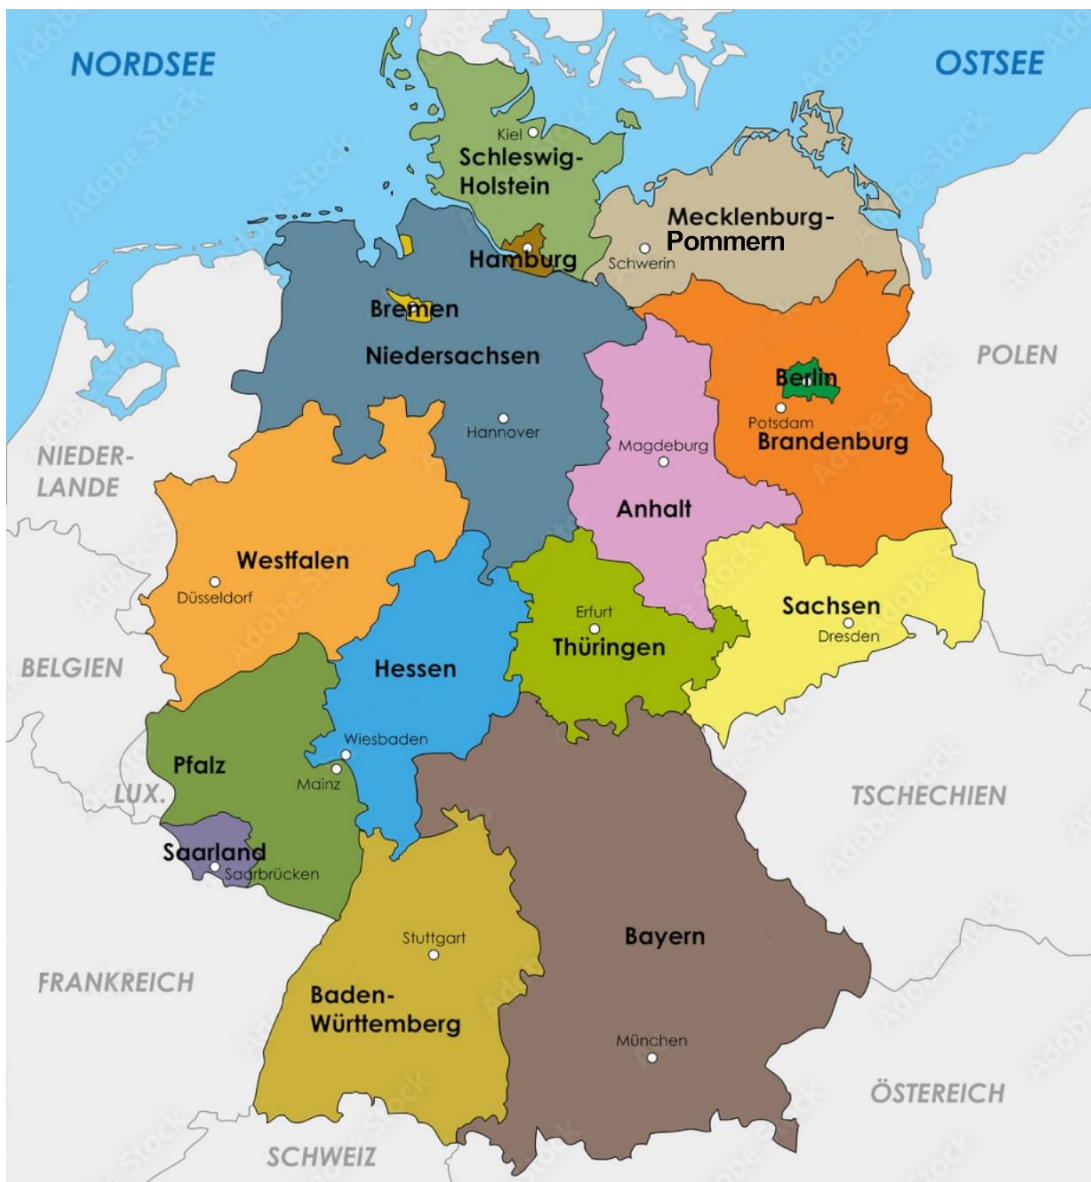 NORDSEE
OSTSEE
Kiel
Schleswig-
Holstein
Mecklenburg-
Pommern
Hamburg
Schwerin
Bremen
Niedersachsen
POLEN
Berlin
Hannover
Potsdam
Brandenburg
Magdeburg
NIEDER-
LANDE
Anhalt
Westfalen
Düsseldorf
Erfurt
Sachsen
Dresden
Thüringen
BELGIEN
Hessen
Wiesbaden
Pfalz
Mainz
LUX.
TSCHECHIEN
Saarland
Saarbrücken
Stuttgart
Bayern
FRANKREICH
Baden-
Württemberg
München
ÖSTEREICH
SCHWEIZ
Adobe Stock